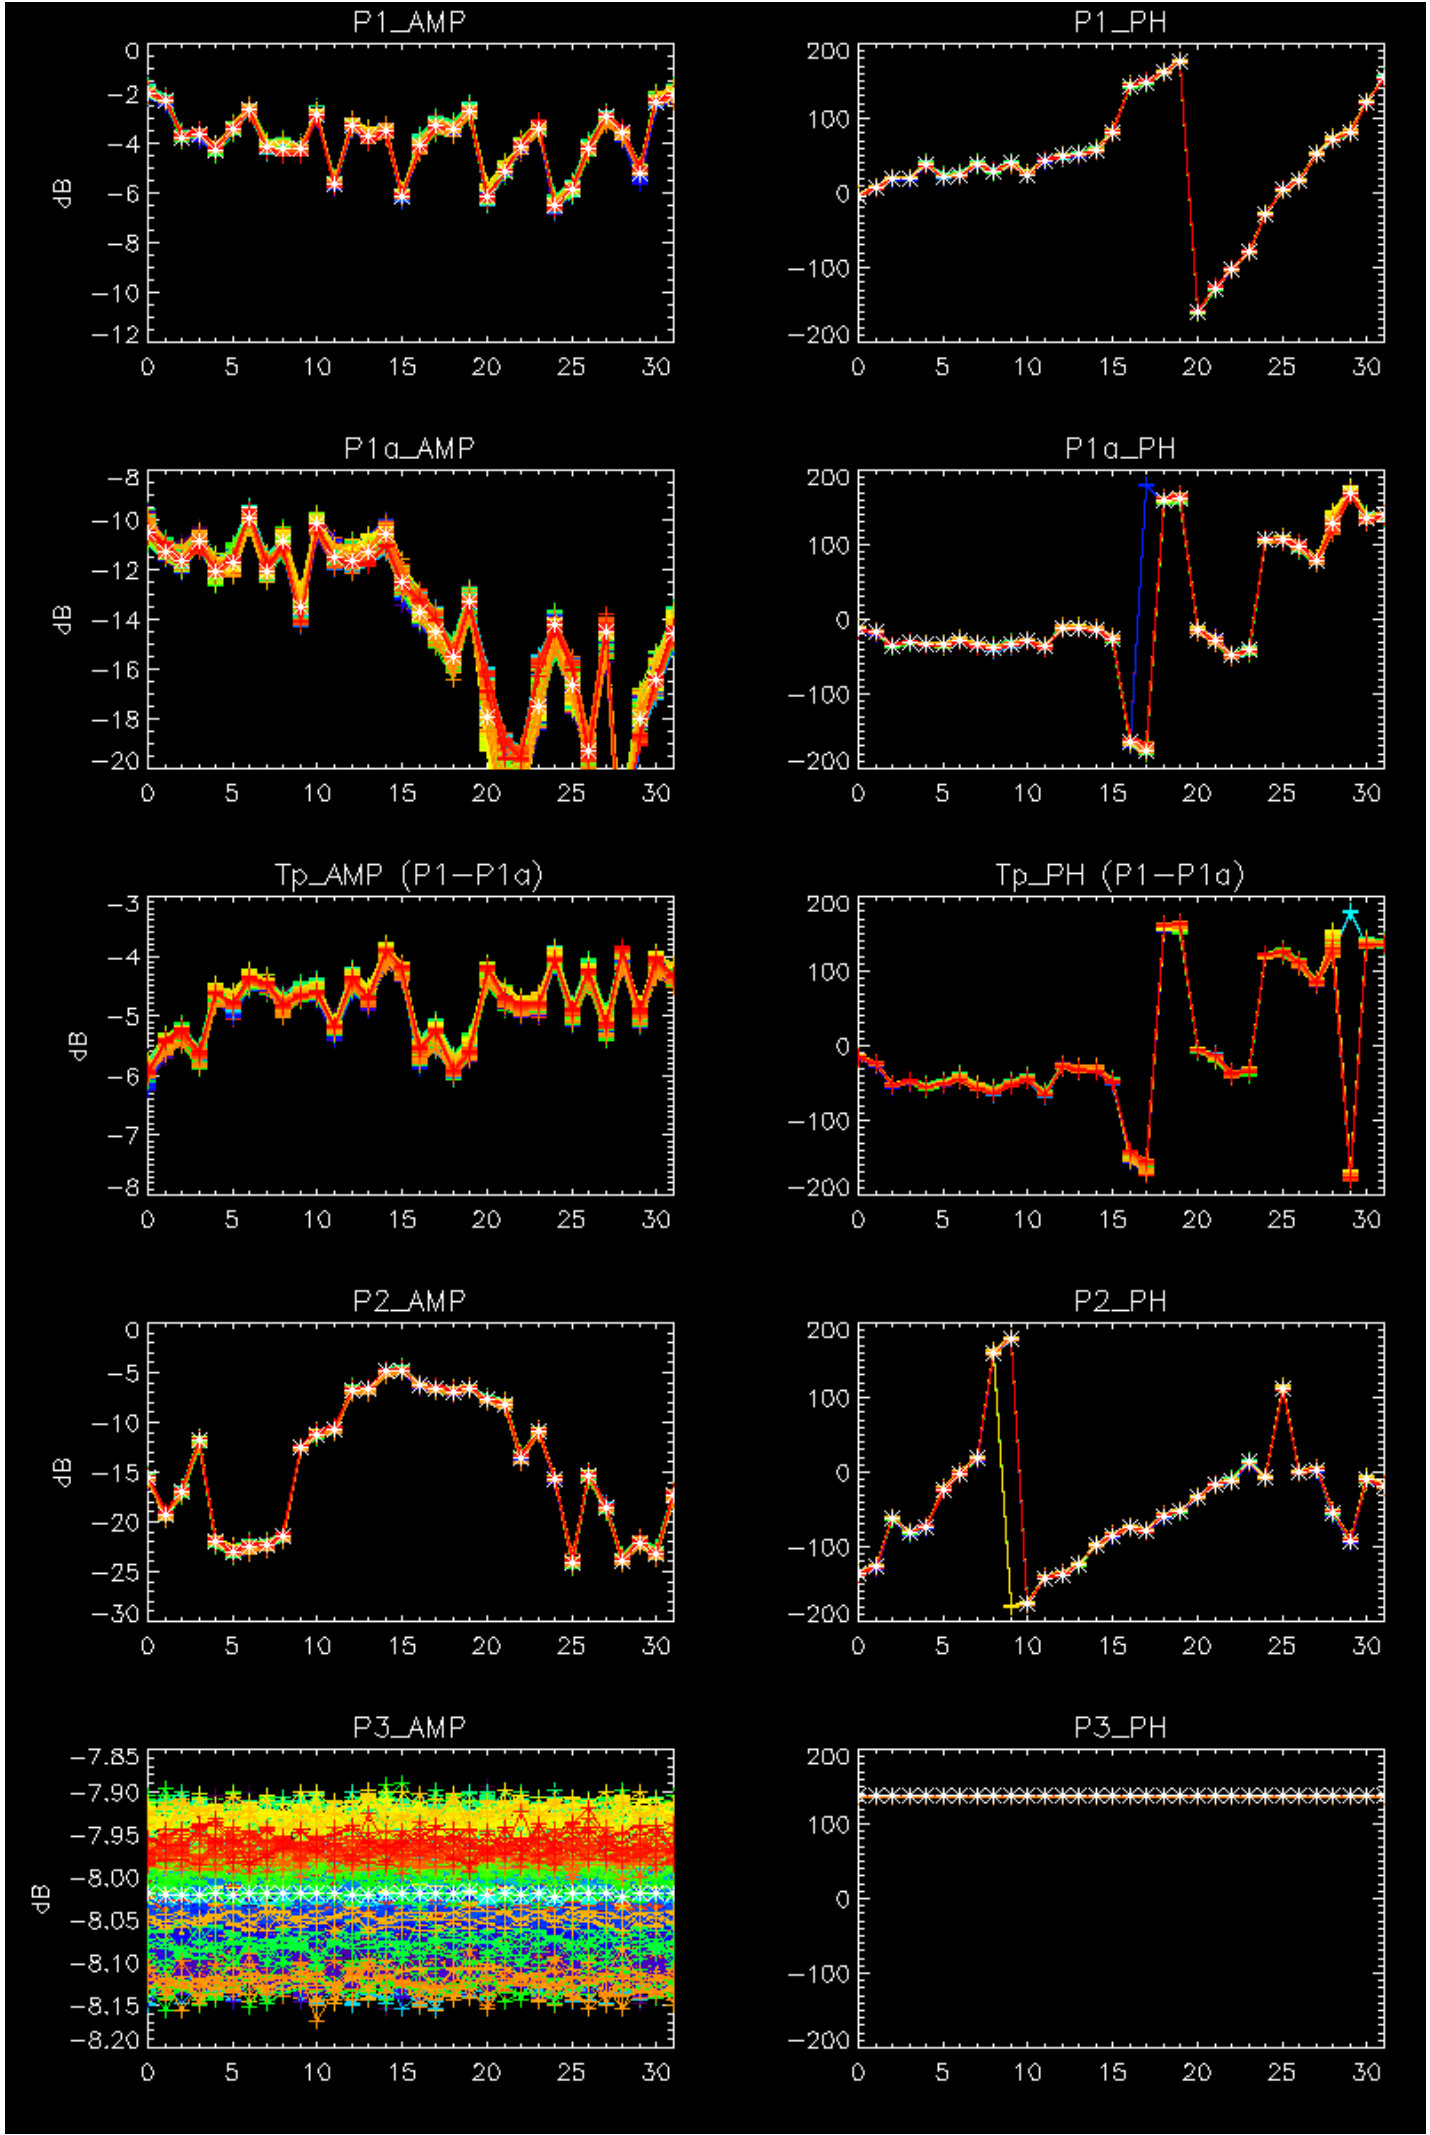 P1_AMP P1_PH
0 200
−2 100
−4 0
dB
−6
−8 −100
−10
−12 −200
0 5 10 15 20 25 30 0 5 10 15 20 25 30
P1a_AMP P1a_PH
−8 200
−10 100
−12
dB
−14 0
−16 −100
−18
−20 −200
0 5 10 15 20 25 30 0 5 10 15 20 25 30
Tp_AMP (P1−P1a) Tp_PH (P1−P1a)
−3 200
−4 100
−5 0
dB
−6 −100
−7
−8 −200
0 5 10 15 20 25 30 0 5 10 15 20 25 30
P2_AMP P2_PH
0 200
−5 100
−10
dB
−15 0
−20 −100
−25
−30 −200
0 5 10 15 20 25 30 0 5 10 15 20 25 30
P3_AMP P3_PH
−7.85 200
−7.90
−7.95 100
−8.00 0
dB
−8.05
−8.10 −100
−8.15
−8.20 −200
0 5 10 15 20 25 30 0 5 10 15 20 25 30